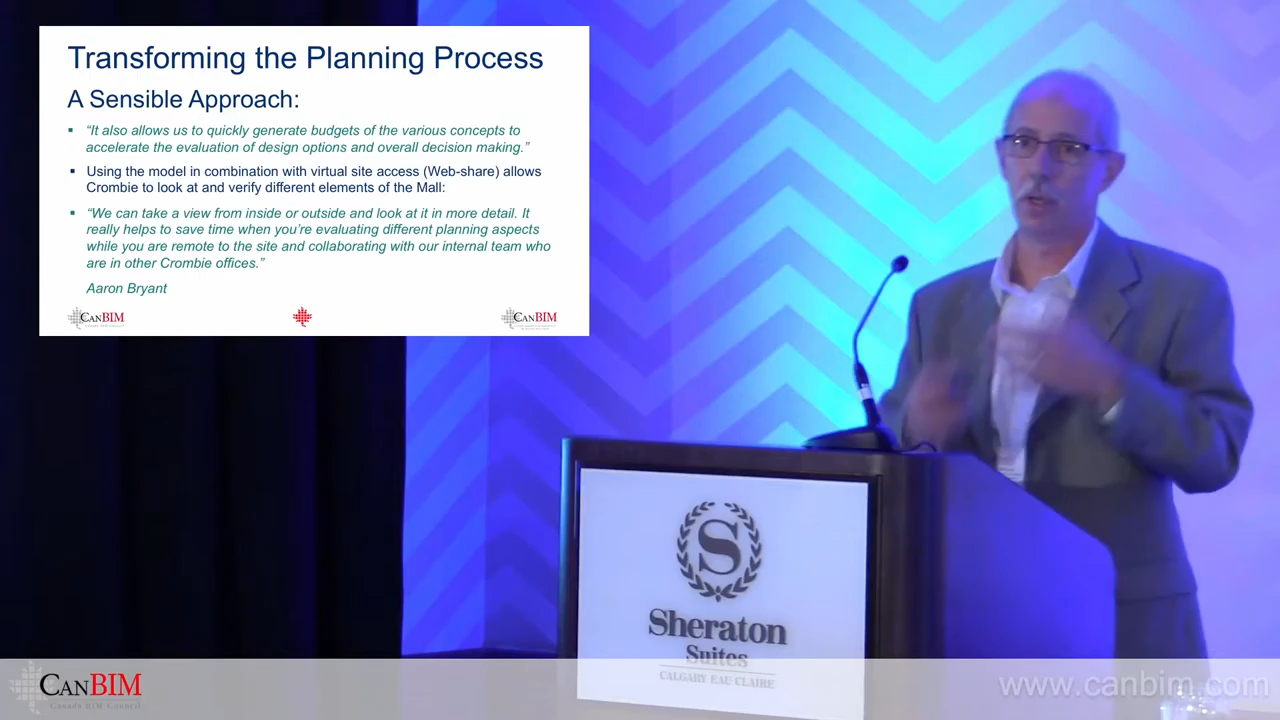 Transforming the Planning Process
A Sensible Approach:
▪ “It also allows us to quickly generate budgets of the various concepts to
accelerate the evaluation of design options and overall decision making.”
▪ Using the model in combination with virtual site access (Web-share) allows
Crombie to look at and verify different elements of the Mall:
▪ “We can take a view from inside or outside and look at it in more detail. It
really helps to save time when you’re evaluating different planning aspects
while you are remote to the site and collaborating with our internal team who
are in other Crombie offices.”
Aaron Bryant
CANBIM
CANBIM
S
Sheraton
Suites
CALGARY EAU CLAIRE
CANBIM
Canada BIM Council
www.canbim.com